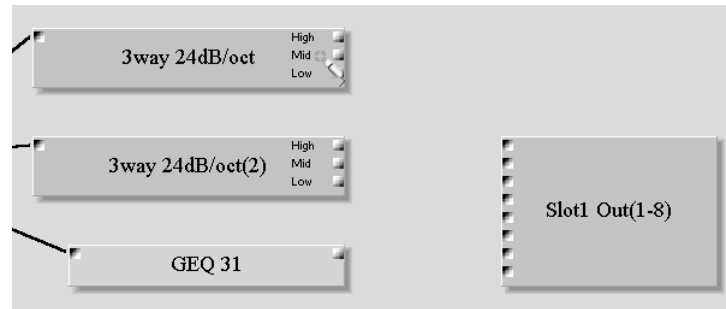 3way 24dB/oct
High
Mid
Low
3way 24dB/oct(2)
High
Mid
Low
Slot1 Out(1-8)
GEQ 31